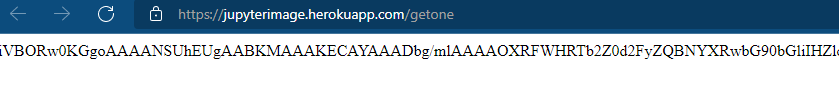 https://jupyterimage.herokuapp.com/getone
iVBORw0KGgoAAAANSUhEUgAABKMAAAKECAYAAADbg/mlAAAAOXRFWHRTb2Z0d2FyZQBNYXRwbG90bGliIHZl